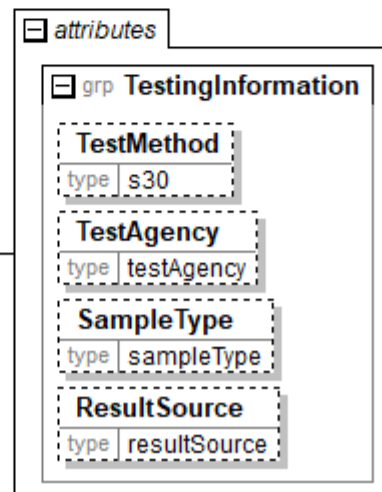 attributes
grp TestingInformation
TestMethod
type s30
TestAgency
type testAgency
SampleType
type sampleType
ResultSource
type resultSource